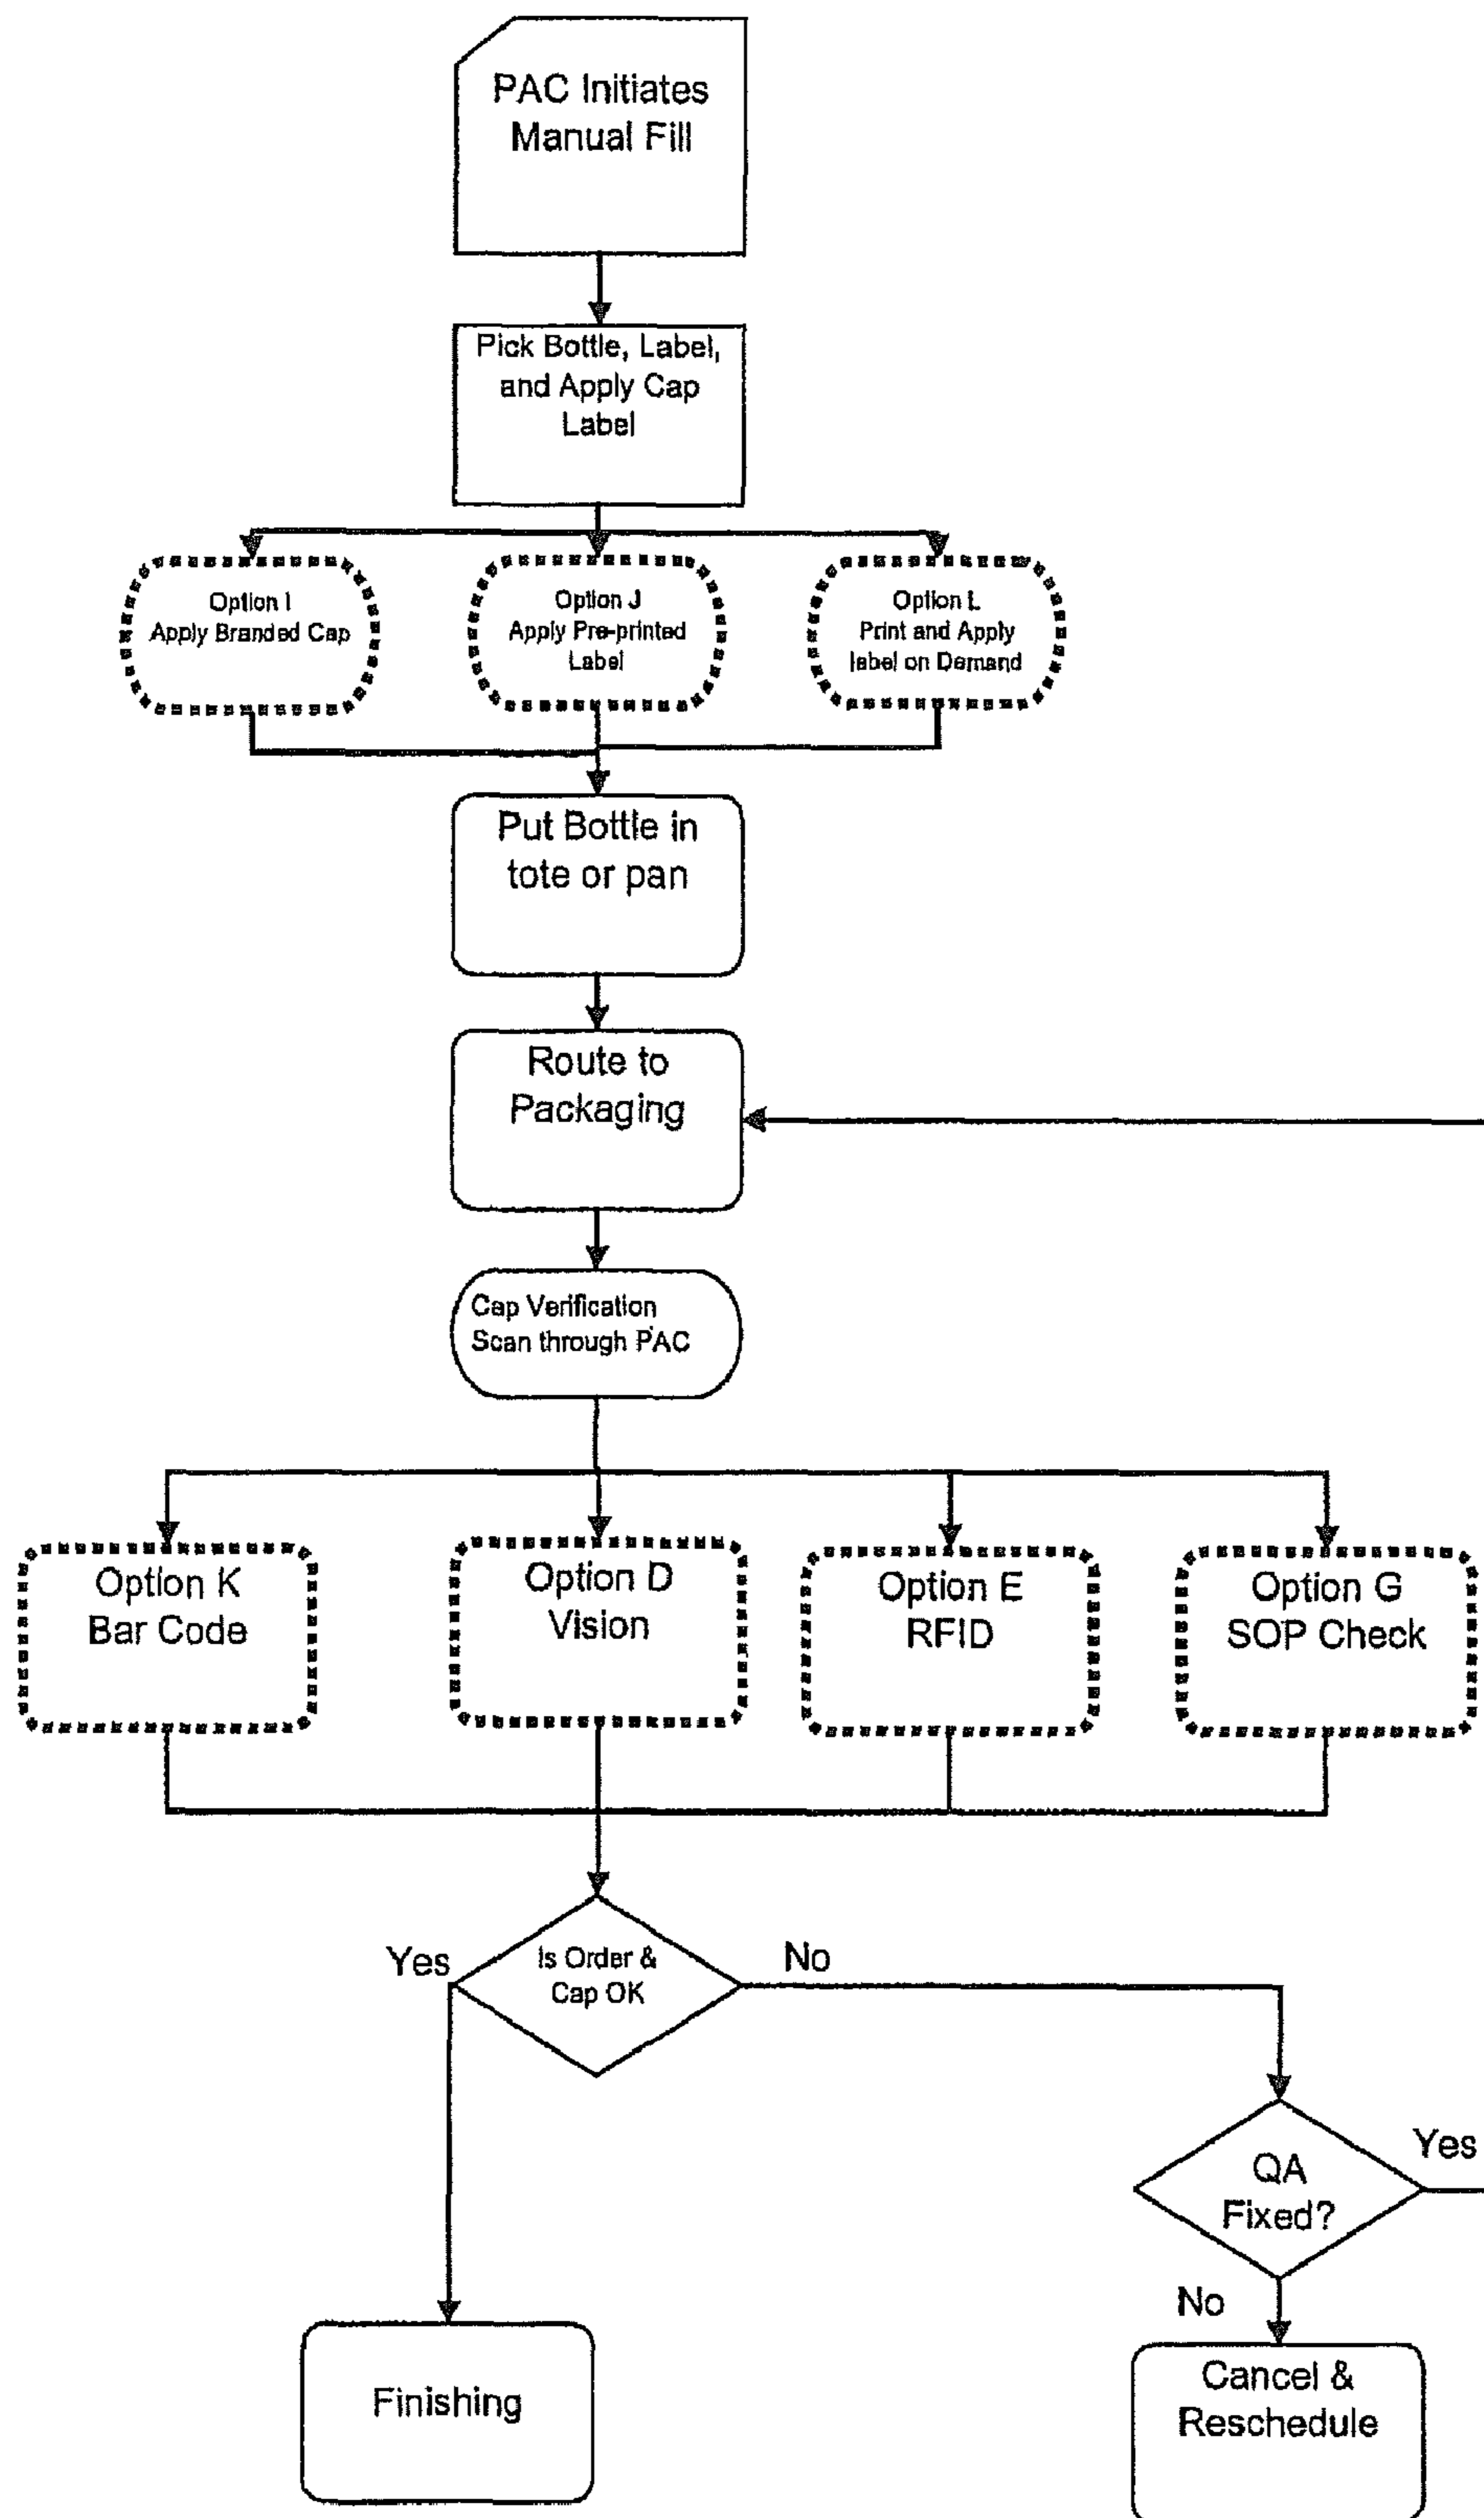 PAC Initiates
Manual Fill
Pick Bottle, Label,
and Apply Cap
Label
Option I
Apply Branded Cap
Option J
Apply Pre-printed
Label
Option L
Print and Apply
label on Demand
Put Bottle in
tote or pan
Route to
Packaging
Cap Verification
Scan through PAC
Option K
Bar Code
Option D
Vision
Option E
RFID
Option G
SOP Check
Yes
Is Order &
Cap OK
No
Yes
QA
Fixed?
No
Finishing
Cancel &
Reschedule